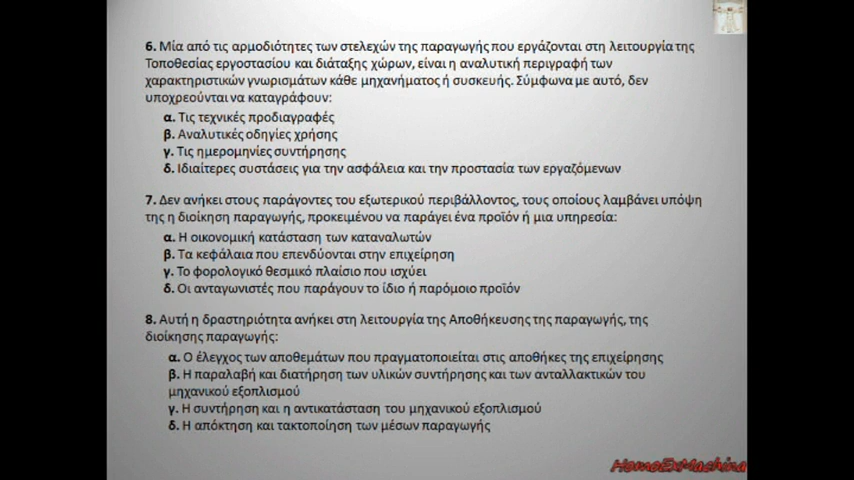 6. Μία από τις αρμοδιότητες των στελεχών της παραγωγής που εργάζονται στη λειτουργία της
Τοποθεσίας εργοστασίου και διάταξης χώρων, είναι η αναλυτική περιγραφή των
χαρακτηριστικών γνωρισμάτων κάθε μηχανήματος ή συσκευής. Σύμφωνα με αυτό, δεν
υποχρεούνται να καταγράφουν:
α. Τις τεχνικές προδιαγραφές
β. Αναλυτικές οδηγίες χρήσης
γ. Τις ημερομηνίες συντήρησης
δ. Ιδιαίτερες συστάσεις για την ασφάλεια και την προστασία των εργαζόμενων
7. Δεν ανήκει στους παράγοντες του εξωτερικού περιβάλλοντος, τους οποίους λαμβάνει υπόψη
της η διοίκηση παραγωγής, προκειμένου να παράγει ένα προϊόν ή μια υπηρεσία:
α. Η οικονομική κατάσταση των καταναλωτών
β. Τα κεφάλαια που επενδύονται στην επιχείρηση
γ. Το φορολογικό θεσμικό πλαίσιο που ισχύει
δ. Οι ανταγωνιστές που παράγουν το ίδιο ή παρόμοιο προϊόν
8. Αυτή η δραστηριότητα ανήκει στη λειτουργία της Αποθήκευσης της παραγωγής, της
διοίκησης παραγωγής:
α. Ο έλεγχος των αποθεμάτων που πραγματοποιείται στις αποθήκες της επιχείρησης
β. Η παραλαβή και διατήρηση των υλικών συντήρησης και των ανταλλακτικών του
μηχανικού εξοπλισμού
γ. Η συντήρηση και η αντικατάσταση του μηχανικού εξοπλισμού
δ. Η απόκτηση και τακτοποίηση των μέσων παραγωγής
HomoExMachina